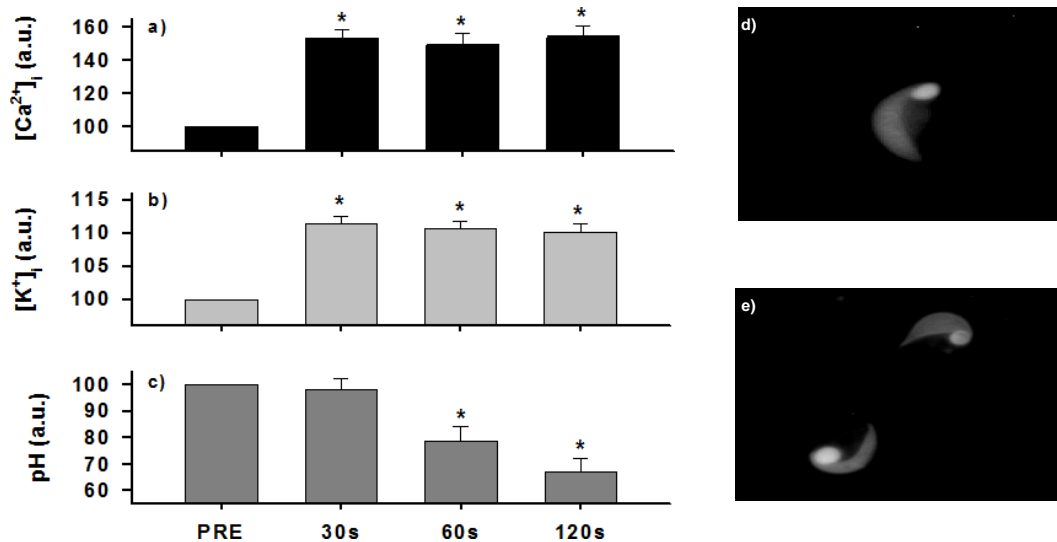 a)
[Ca²⁺]ᵢ (a.u.)
160
140
120
100
* * *
b)
[K⁺]ᵢ (a.u.)
115
110
105
100
* * *
c)
pH (a.u.)
100
90
80
70
60
* *
PRE 30s 60s 120s
d)
e)